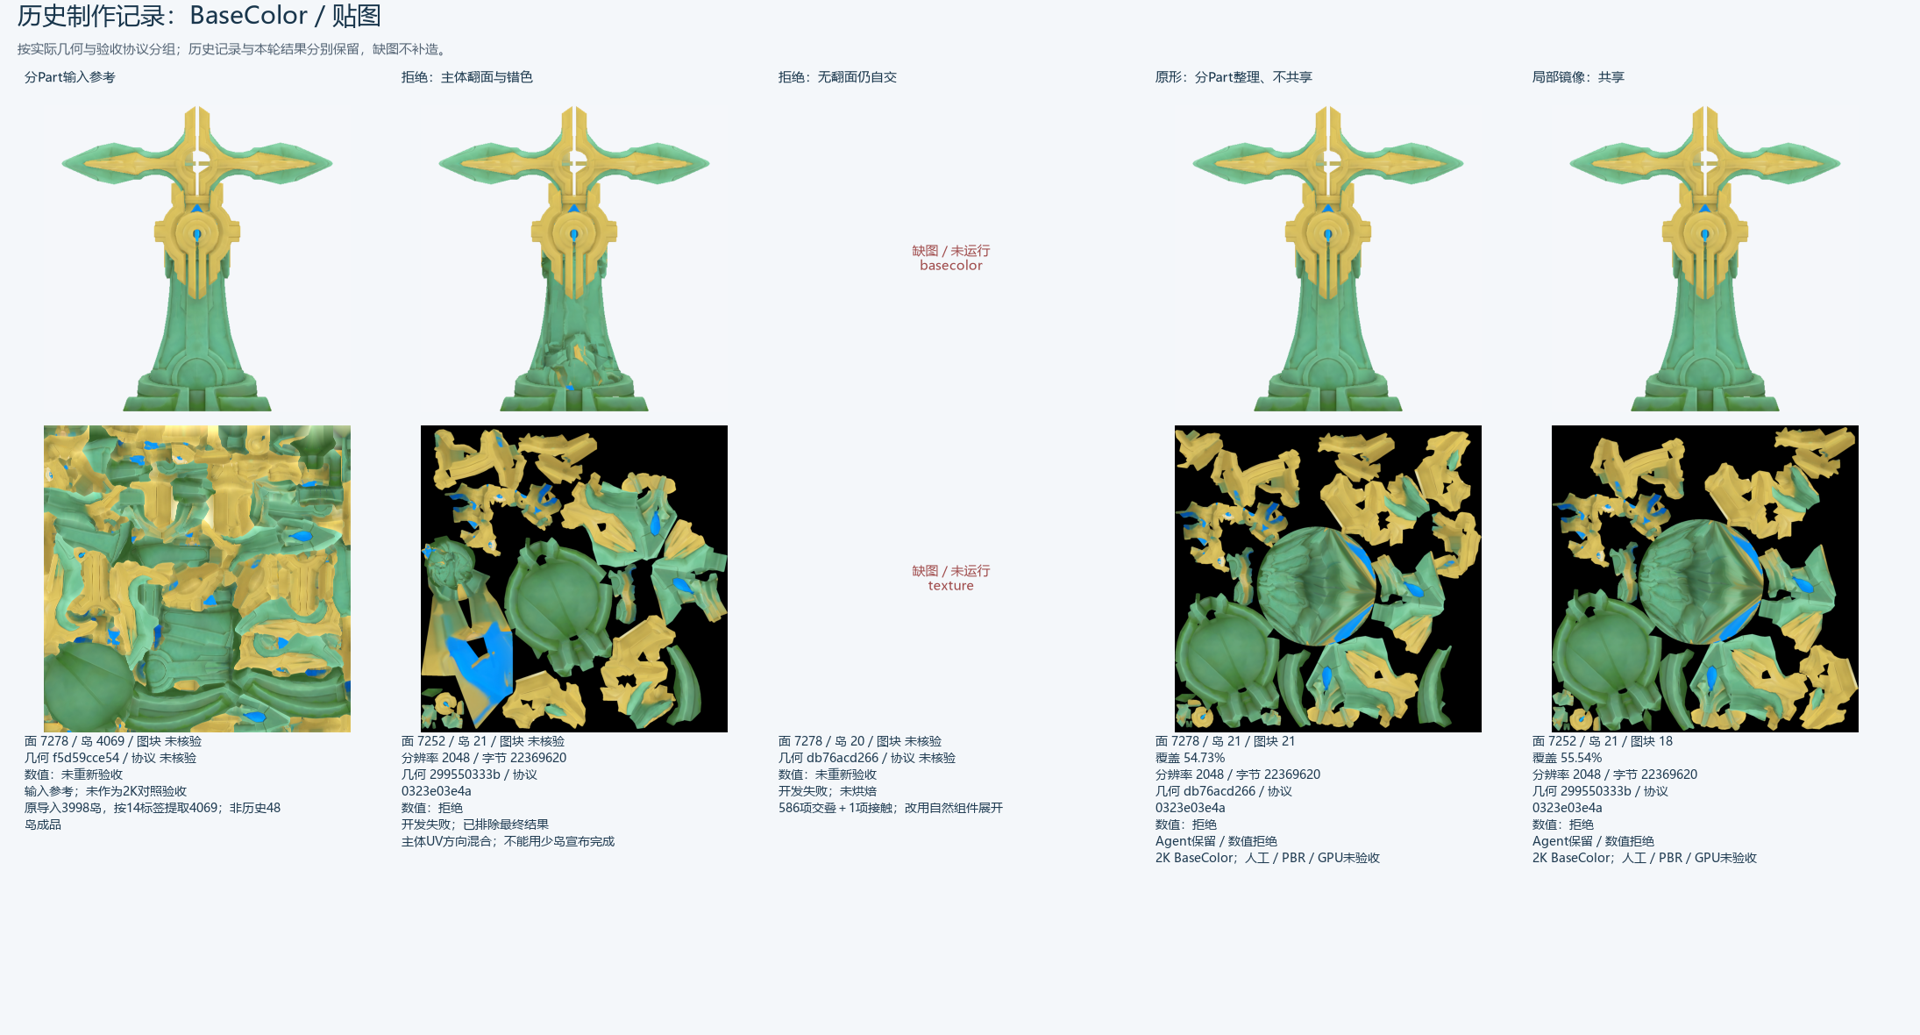 历史制作记录：BaseColor / 贴图
按实际几何与验收协议分组；历史记录与本轮结果分别保留，缺图不补造。
分Part输入参考
拒绝：主体翻面与错色
拒绝：无翻面仍自交
原形：分Part整理、不共享
局部镜像：共享
缺图 / 未运行
basecolor
缺图 / 未运行
texture
面 7278 / 岛 4069 / 图块 未核验
几何 f5d59cce54 / 协议 未核验
数值：未重新验收
输入参考；未作为2K对照验收
原导入3998岛，按14标签提取4069；非历史48
岛成品
面 7252 / 岛 21 / 图块 未核验
分辨率 2048 / 字节 22369620
几何 299550333b / 协议
0323e03e4a
数值：拒绝
开发失败；已排除最终结果
主体UV方向混合；不能用少岛宣布完成
面 7278 / 岛 20 / 图块 未核验
几何 db76acd266 / 协议 未核验
数值：未重新验收
开发失败；未烘焙
586项交叠＋1项接触；改用自然组件展开
面 7278 / 岛 21 / 图块 21
覆盖 54.73%
分辨率 2048 / 字节 22369620
几何 db76acd266 / 协议
0323e03e4a
数值：拒绝
Agent保留 / 数值拒绝
2K BaseColor；人工 / PBR / GPU未验收
面 7252 / 岛 21 / 图块 18
覆盖 55.54%
分辨率 2048 / 字节 22369620
几何 299550333b / 协议
0323e03e4a
数值：拒绝
Agent保留 / 数值拒绝
2K BaseColor；人工 / PBR / GPU未验收